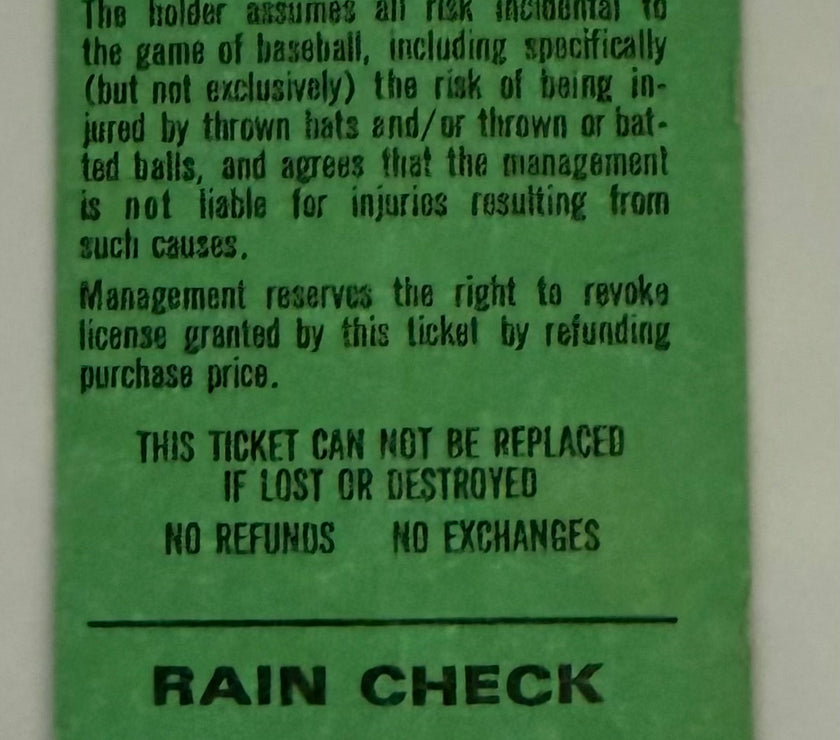 The holder assumes all risk incidental to
the game of baseball, including specifically
(but not exclusively) the risk of being in-
jured by thrown bats and/or thrown or bat-
ted balls, and agrees that the management
is not liable for injuries resulting from
such causes.
Management reserves the right to revoke
license granted by this ticket by refunding
purchase price.
THIS TICKET CAN NOT BE REPLACED
IF LOST OR DESTROYED
NO REFUNDS NO EXCHANGES
RAIN CHECK